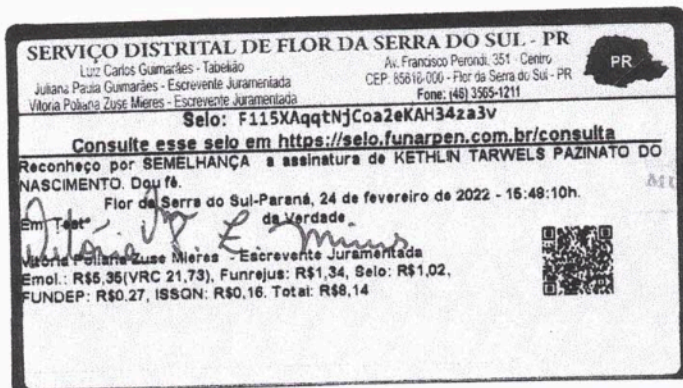 SERVIÇO DISTRITAL DE FLOR DA SERRA DO SUL - PR
Luiz Carlos Guimarães - Tabelião
Juliana Paula Guimarães - Escrevente Juramentada
Vitória Poliana Zuse Mieres - Escrevente Juramentada
Av. Francisco Perondi, 351 - Centro
CEP: 85618-000 - Flor da Serra do Sul - PR
Fone: (46) 3565-1211
PR
Selo: F115XAqqtNjCoa2eKAH34za3v
Consulte esse selo em https://selo.funarpen.com.br/consulta
Reconheço por SEMELHANÇA a assinatura de KETHLIN TARWELS PAZINATO DO
NASCIMENTO. Dou fé.
Flor da Serra do Sul-Paraná, 24 de fevereiro de 2022 - 15:48:10h.
Em Testº da Verdade
Vitória Poliana Zuse Mieres - Escrevente Juramentada
Emol.: R$5,35(VRC 21,73), Funrejus: R$1,34, Selo: R$1,02,
FUNDEP: R$0,27, ISSQN: R$0,16. Total: R$8,14